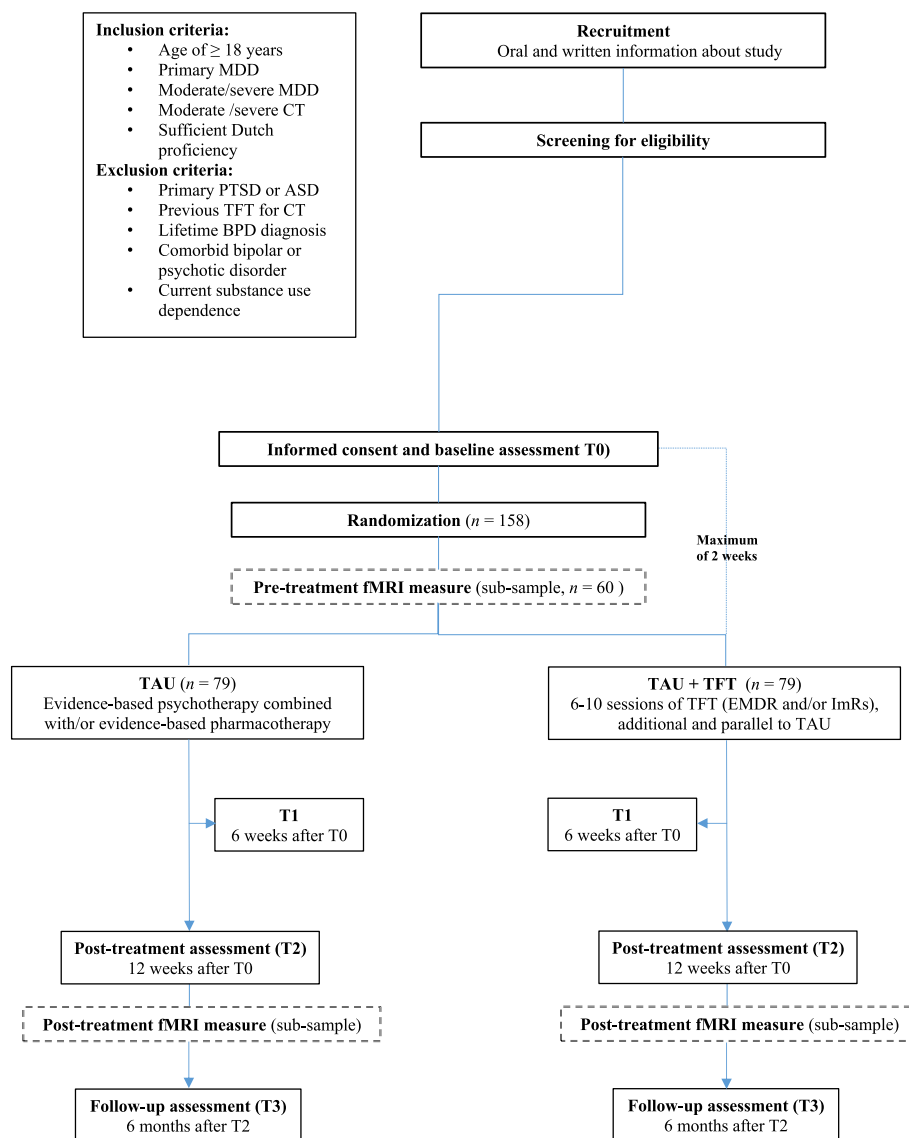 Inclusion criteria:
• Age of ≥ 18 years
• Primary MDD
• Moderate/severe MDD
• Moderate /severe CT
• Sufficient Dutch
proficiency
Exclusion criteria:
• Primary PTSD or ASD
• Previous TFT for CT
• Lifetime BPD diagnosis
• Comorbid bipolar or
psychotic disorder
• Current substance use
dependence
Recruitment
Oral and written information about study
Screening for eligibility
Informed consent and baseline assessment T0)
Randomization (n = 158)
Maximum
of 2 weeks
Pre-treatment fMRI measure (sub-sample, n = 60 )
TAU (n = 79)
Evidence-based psychotherapy combined
with/or evidence-based pharmacotherapy
TAU + TFT (n = 79)
6-10 sessions of TFT (EMDR and/or ImRs),
additional and parallel to TAU
T1
6 weeks after T0
T1
6 weeks after T0
Post-treatment assessment (T2)
12 weeks after T0
Post-treatment assessment (T2)
12 weeks after T0
Post-treatment fMRI measure (sub-sample)
Post-treatment fMRI measure (sub-sample)
Follow-up assessment (T3)
6 months after T2
Follow-up assessment (T3)
6 months after T2